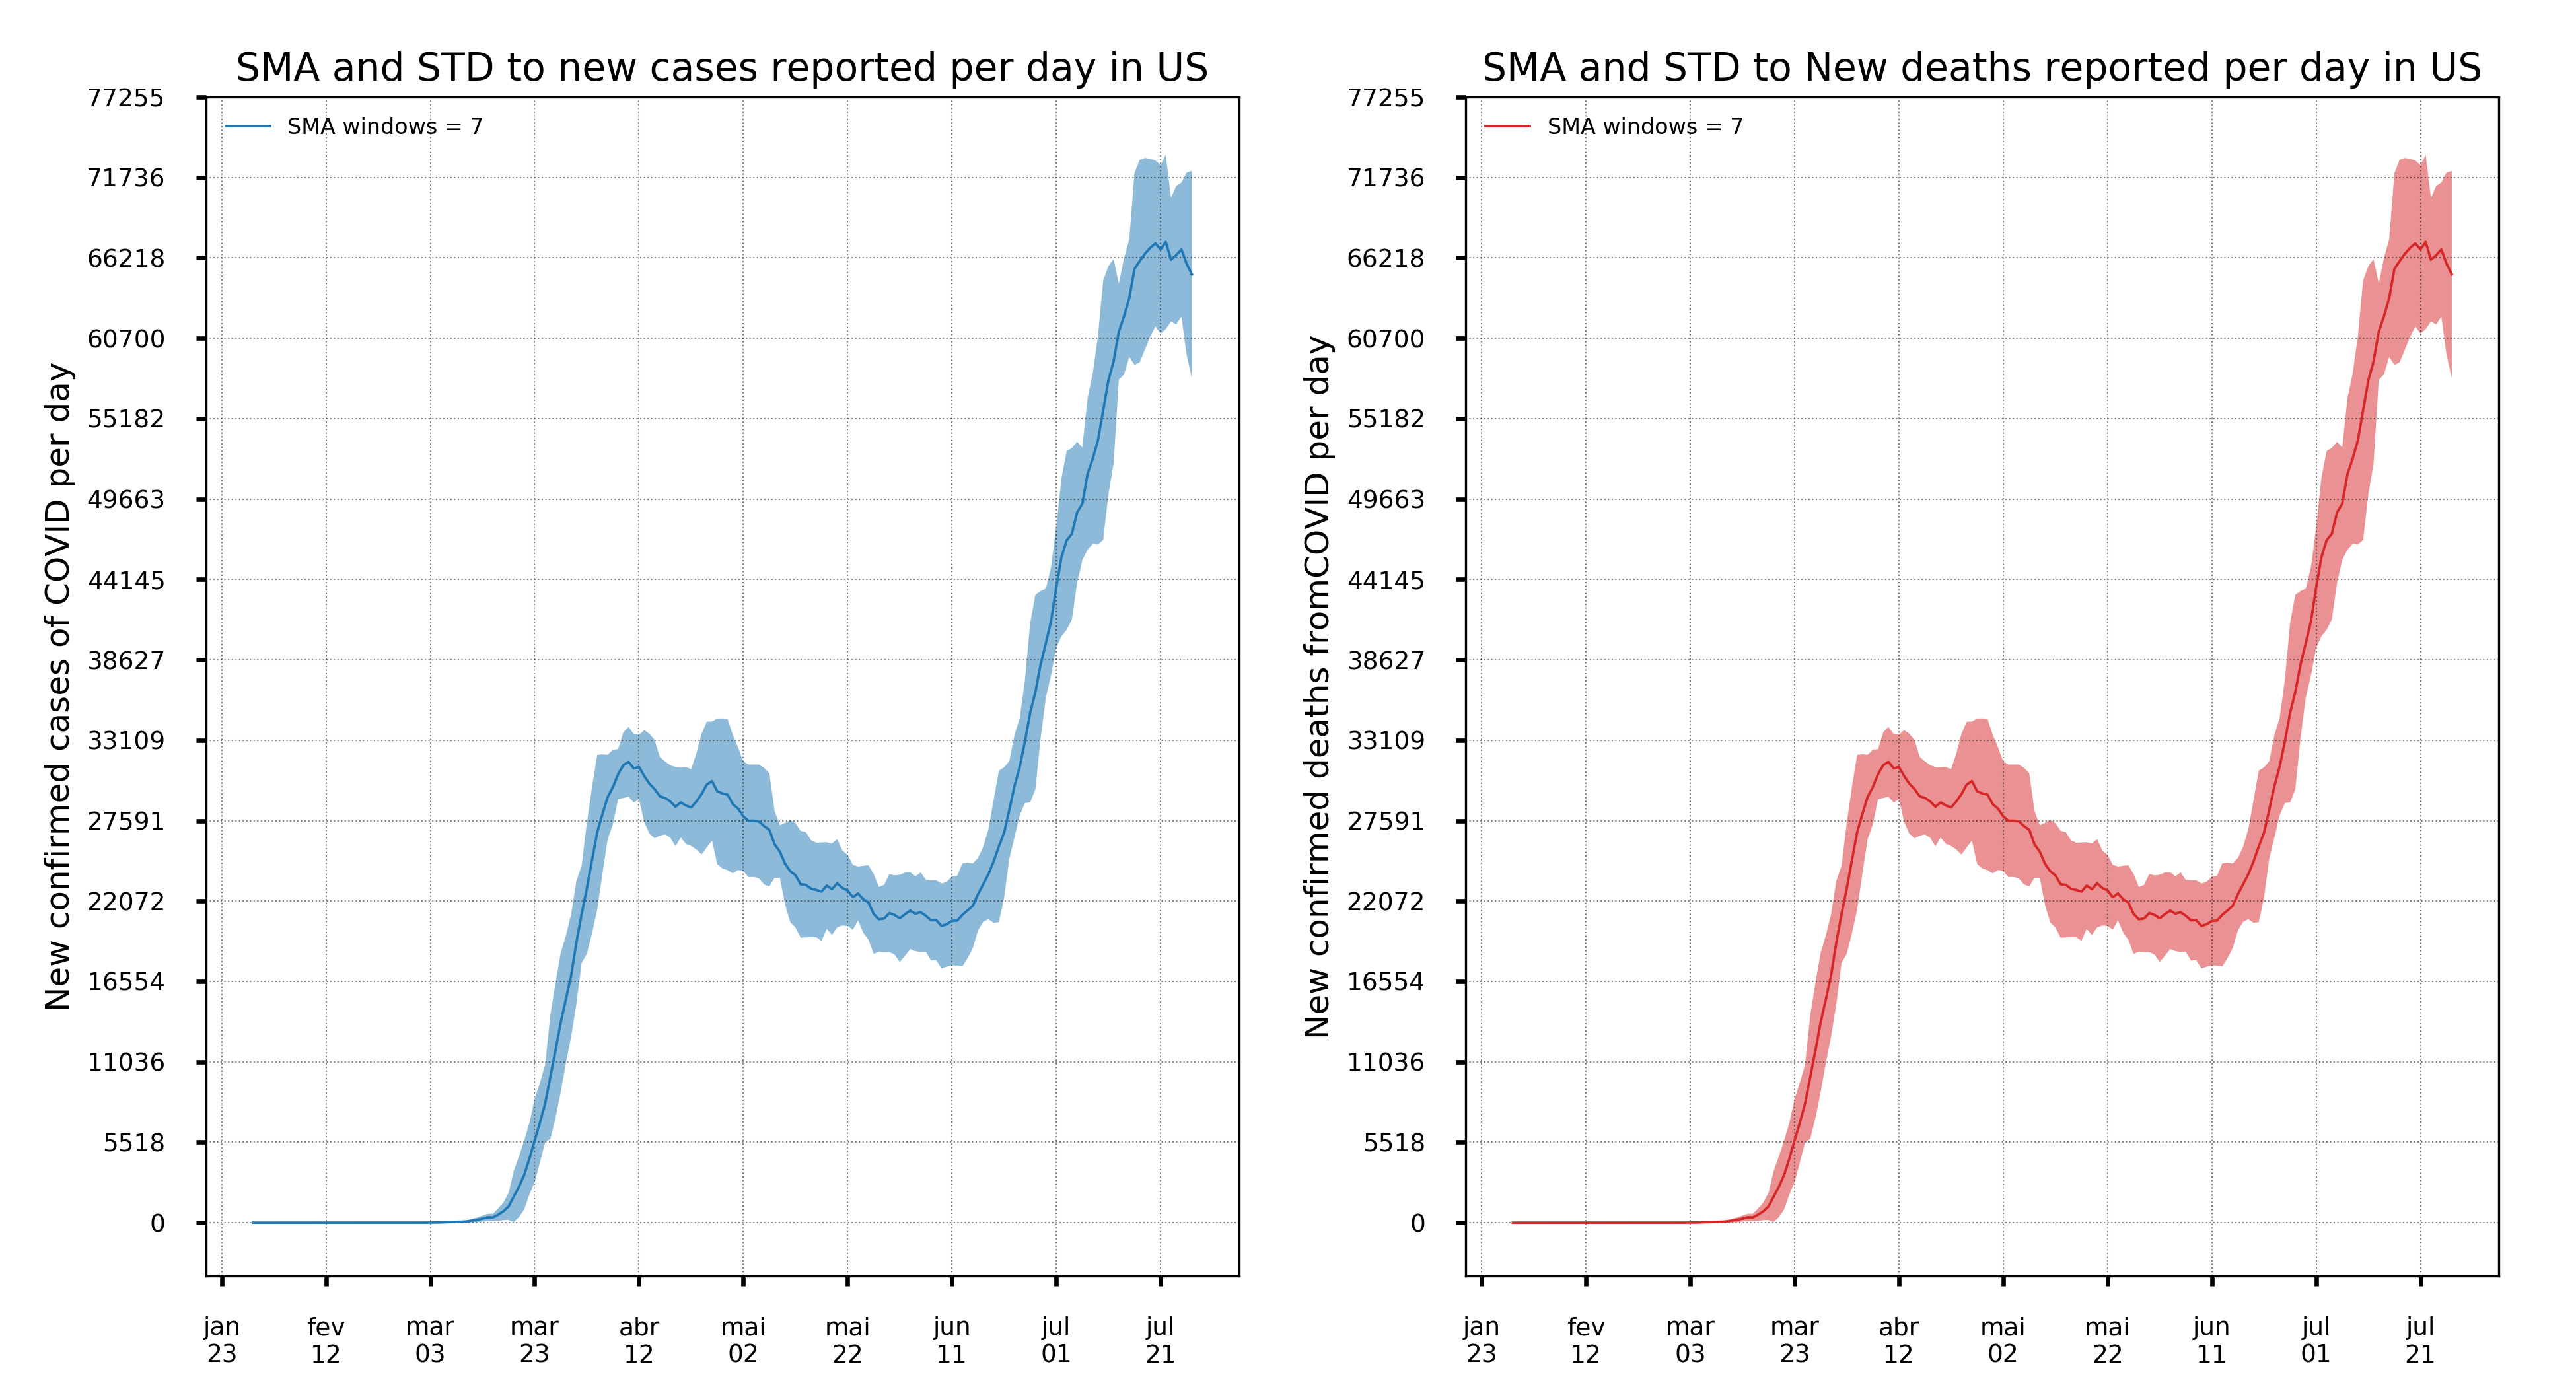 SMA and STD to new cases reported per day in US
New confirmed cases of COVID per day
SMA windows = 7
77255
71736
66218
60700
55182
49663
44145
38627
33109
27591
22072
16554
11036
5518
0
jan 23
fev 12
mar 03
mar 23
abr 12
mai 02
mai 22
jun 11
jul 01
jul 21
SMA and STD to New deaths reported per day in US
New confirmed deaths fromCOVID per day
SMA windows = 7
77255
71736
66218
60700
55182
49663
44145
38627
33109
27591
22072
16554
11036
5518
0
jan 23
fev 12
mar 03
mar 23
abr 12
mai 02
mai 22
jun 11
jul 01
jul 21